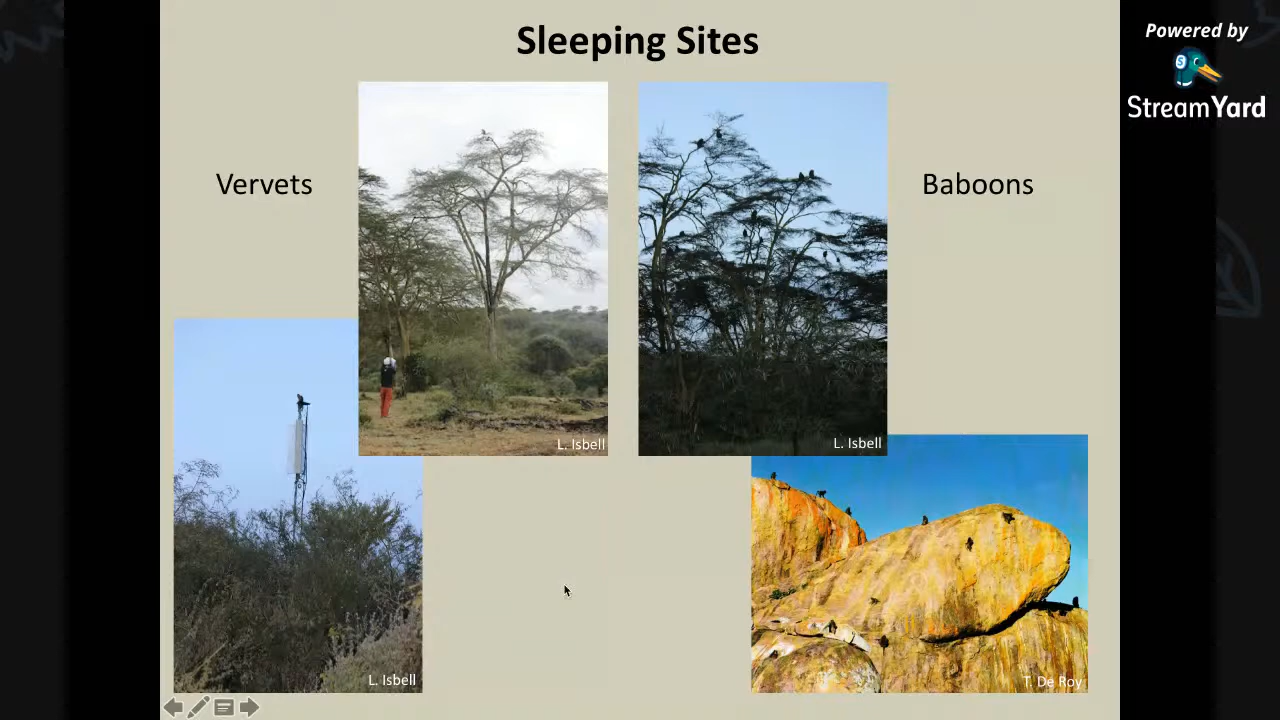 Sleeping Sites
Powered by
StreamYard
Vervets
Baboons
L. Isbell
L. Isbell
L. Isbell
T. De Roy